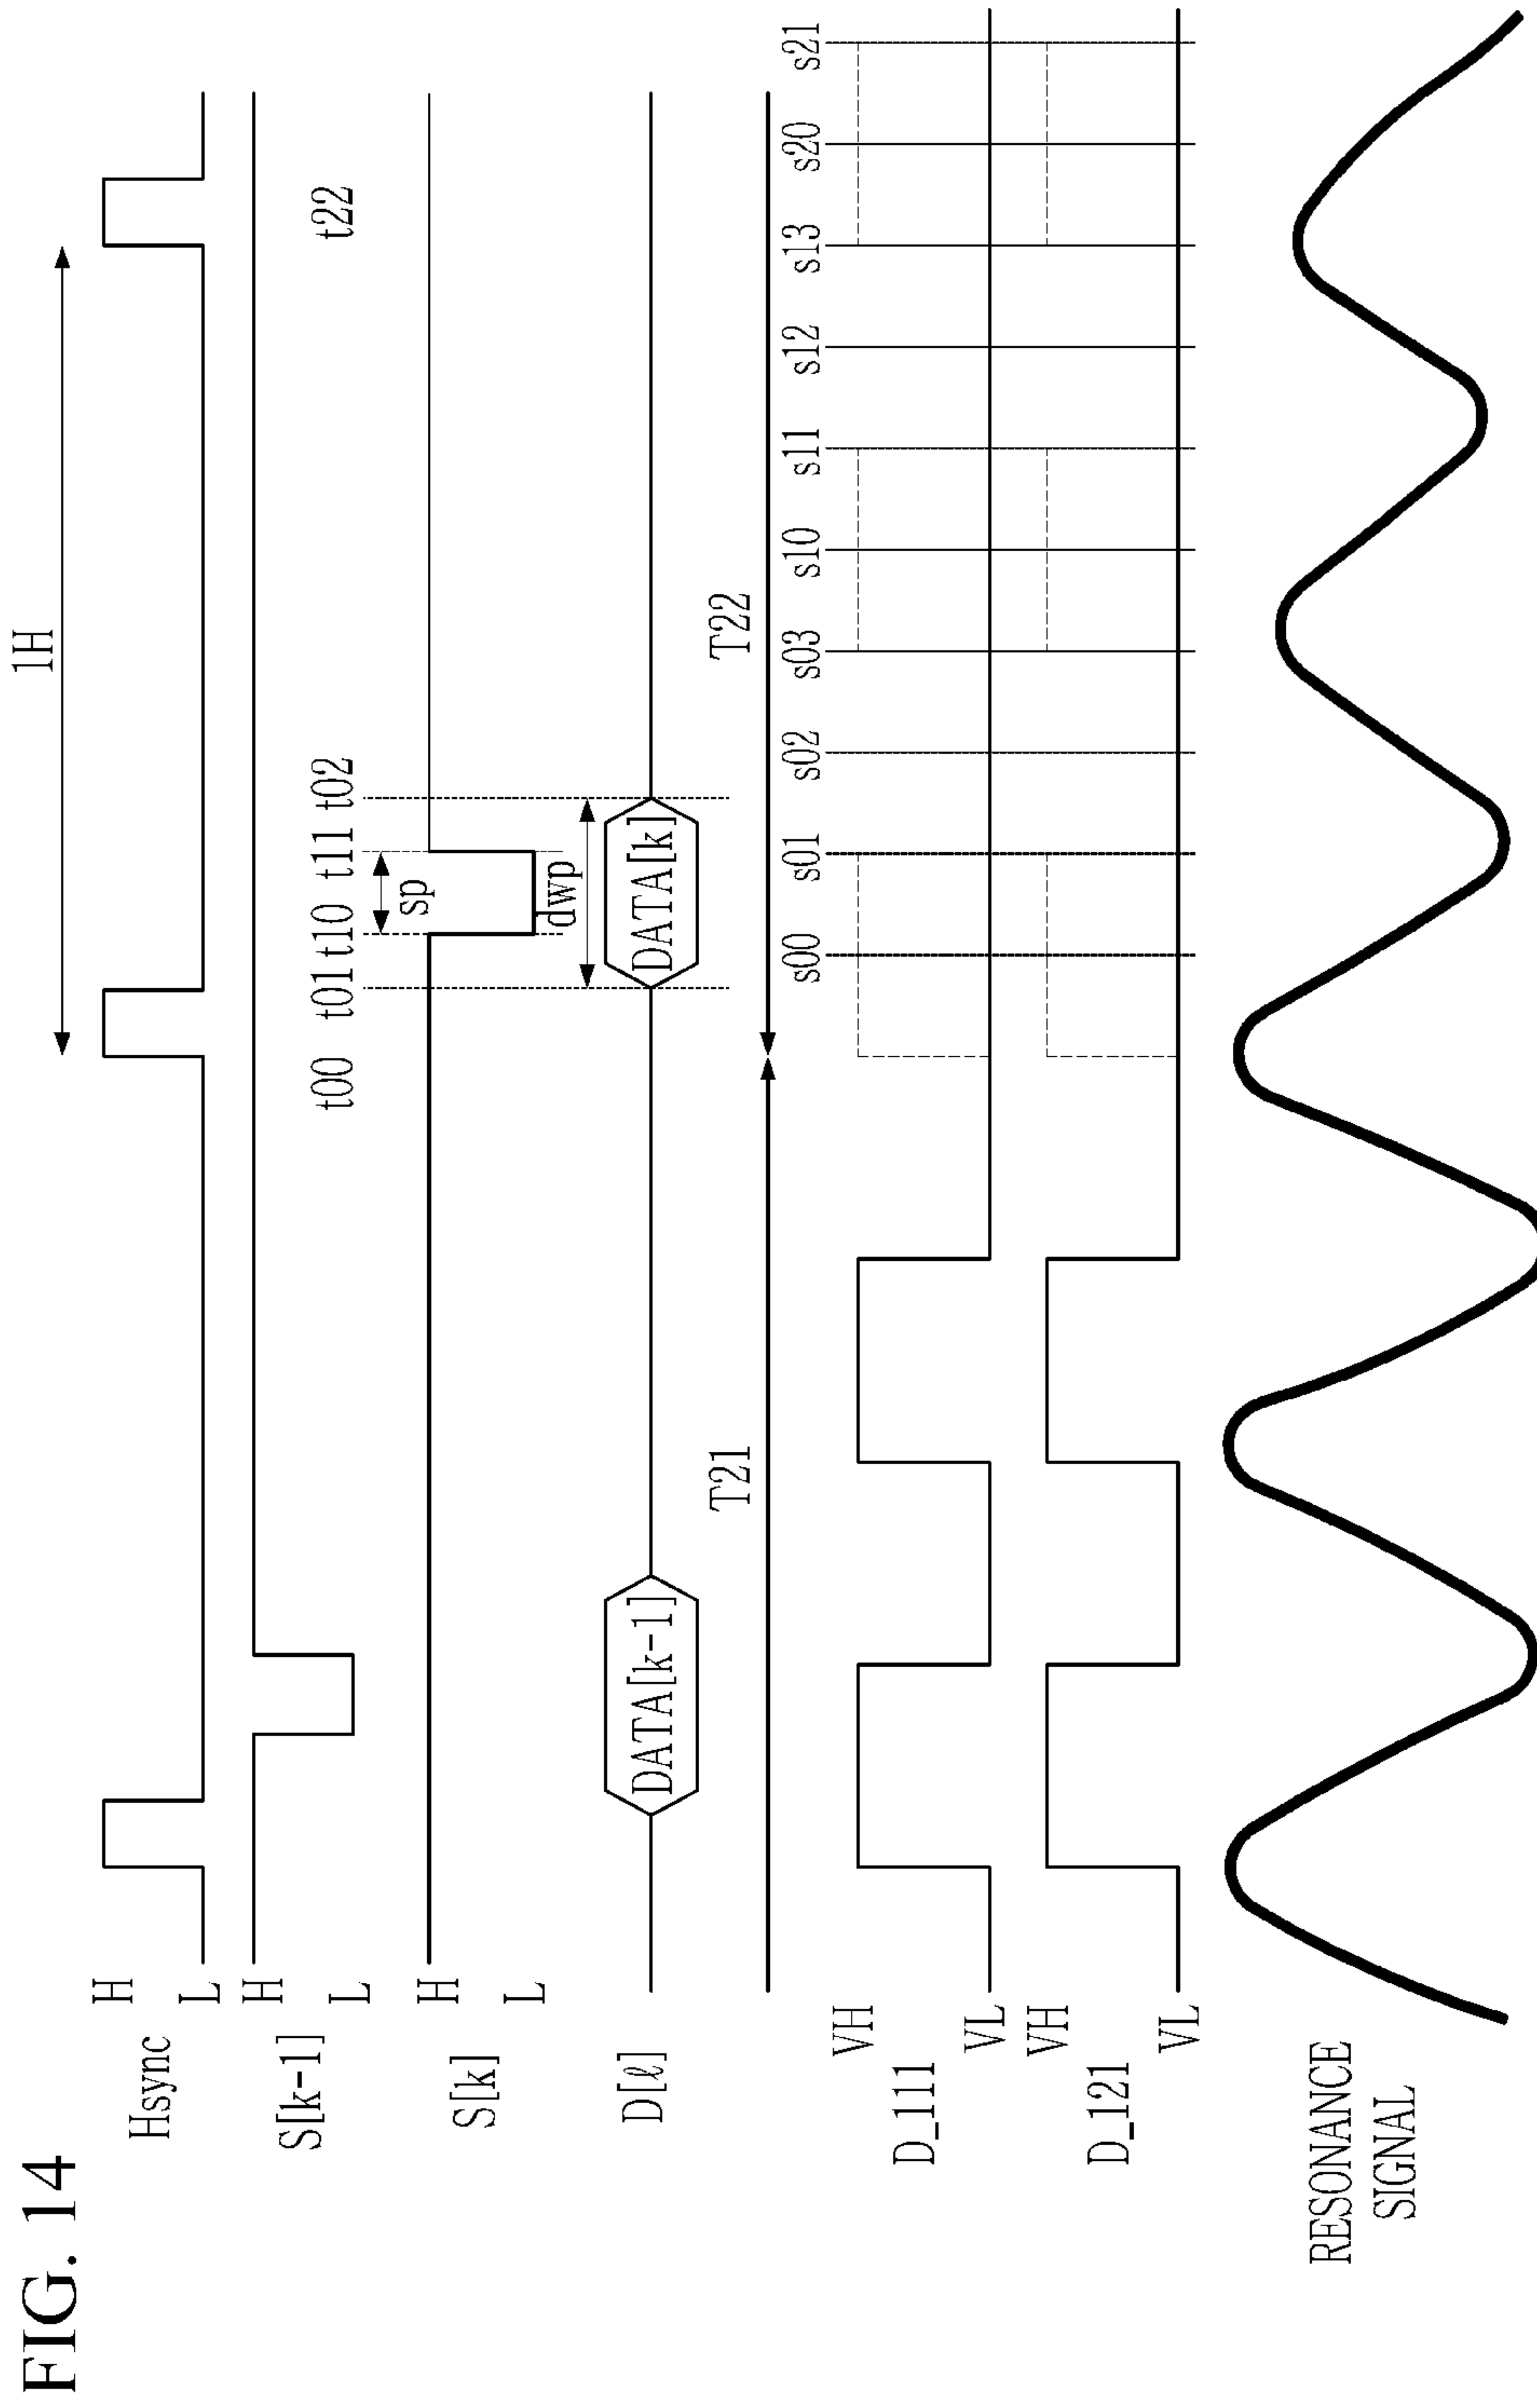 FIG. 14
1H
Hsync
H
L
S[k-1]
H
L
t00 t01 t10 t11 t02 t22
S[k]
H
L
sp
dwp
D[ℓ]
DATA[k-1]
DATA[k]
T21
T22
s00 s01 s02 s03 s10 s11 s12 s13 s20 s21
D_111
VH
VL
D_121
VH
VL
RESONANCE
SIGNAL